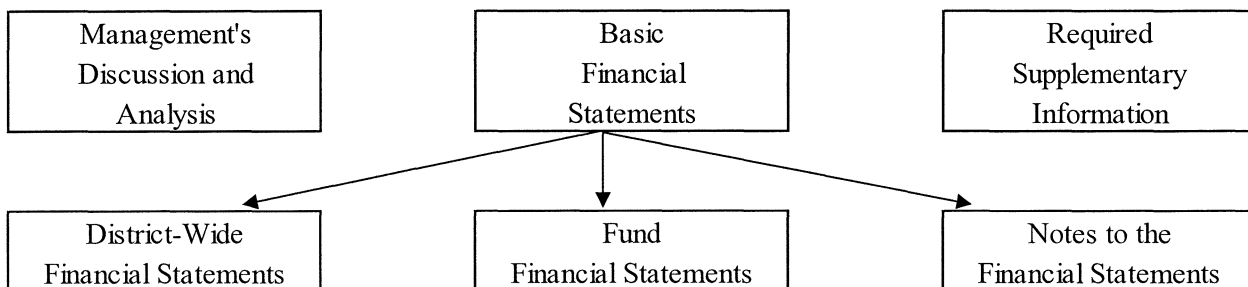 Management's
Discussion and
Analysis
Basic
Financial
Statements
Required
Supplementary
Information
District-Wide
Financial Statements
Fund
Financial Statements
Notes to the
Financial Statements